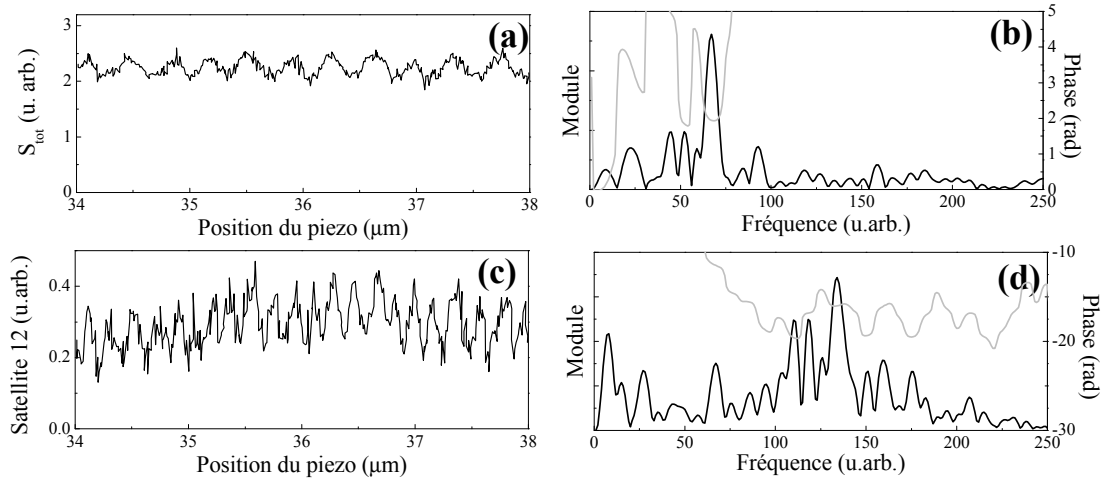 (a)
S_tot (u. arb.)
3
2
1
0
34 35 36 37 38
Position du piezo (µm)
(b)
Module
Phase (rad)
5
4
3
2
1
0
0 50 100 150 200 250
Fréquence (u.arb.)
(c)
Satellite 12 (u.arb.)
0.4
0.2
0.0
34 35 36 37 38
Position du piezo (µm)
(d)
Module
Phase (rad)
-10
-20
-30
0 50 100 150 200 250
Fréquence (u.arb.)